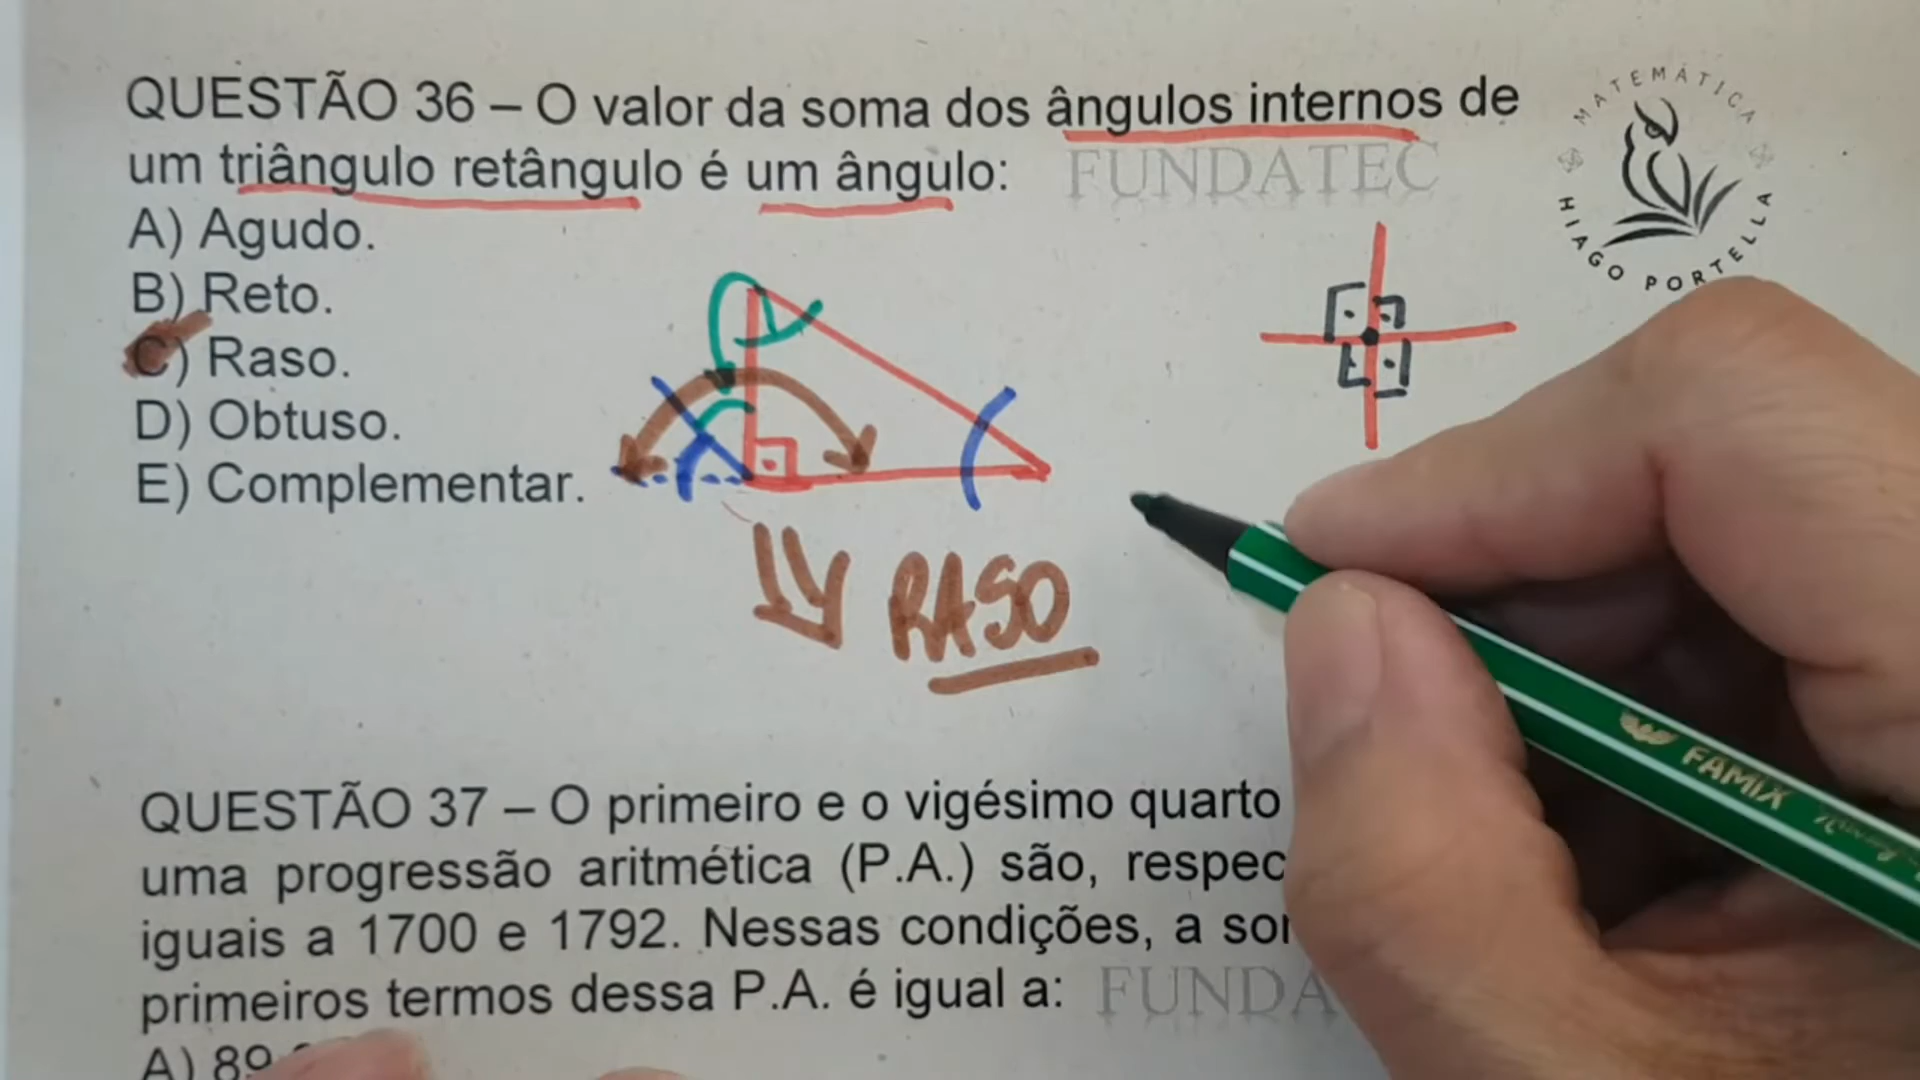 QUESTÃO 36 – O valor da soma dos ângulos internos de
um triângulo retângulo é um ângulo:
FUNDATEC
MATEMÁTICA
HIAGO PORTELLA
A) Agudo.
B) Reto.
C) Raso.
D) Obtuso.
E) Complementar.
RASO
FAMIX
QUESTÃO 37 – O primeiro e o vigésimo quarto
uma progressão aritmética (P.A.) são, respec
iguais a 1700 e 1792. Nessas condições, a
primeiros termos dessa P.A. é igual a:
FUNDA
A) 89